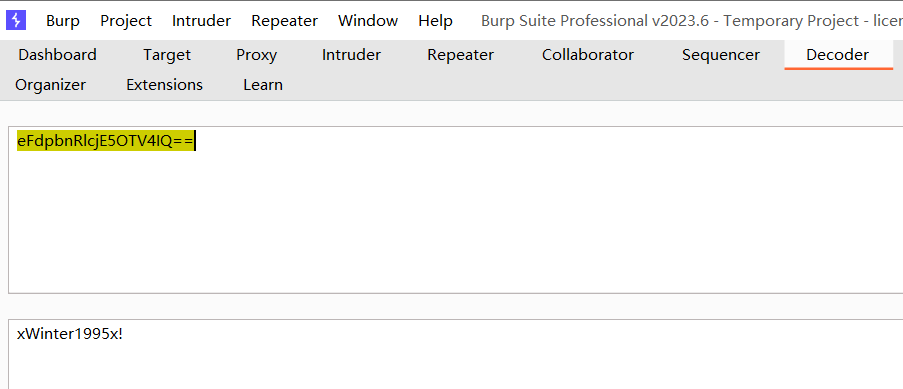 Burp Project Intruder Repeater Window Help Burp Suite Professional v2023.6 - Temporary Project - licen
Dashboard Target Proxy Intruder Repeater Collaborator Sequencer Decoder
Organizer Extensions Learn
eFdpbnRlcjE5OTV4IQ==
xWinter1995x!